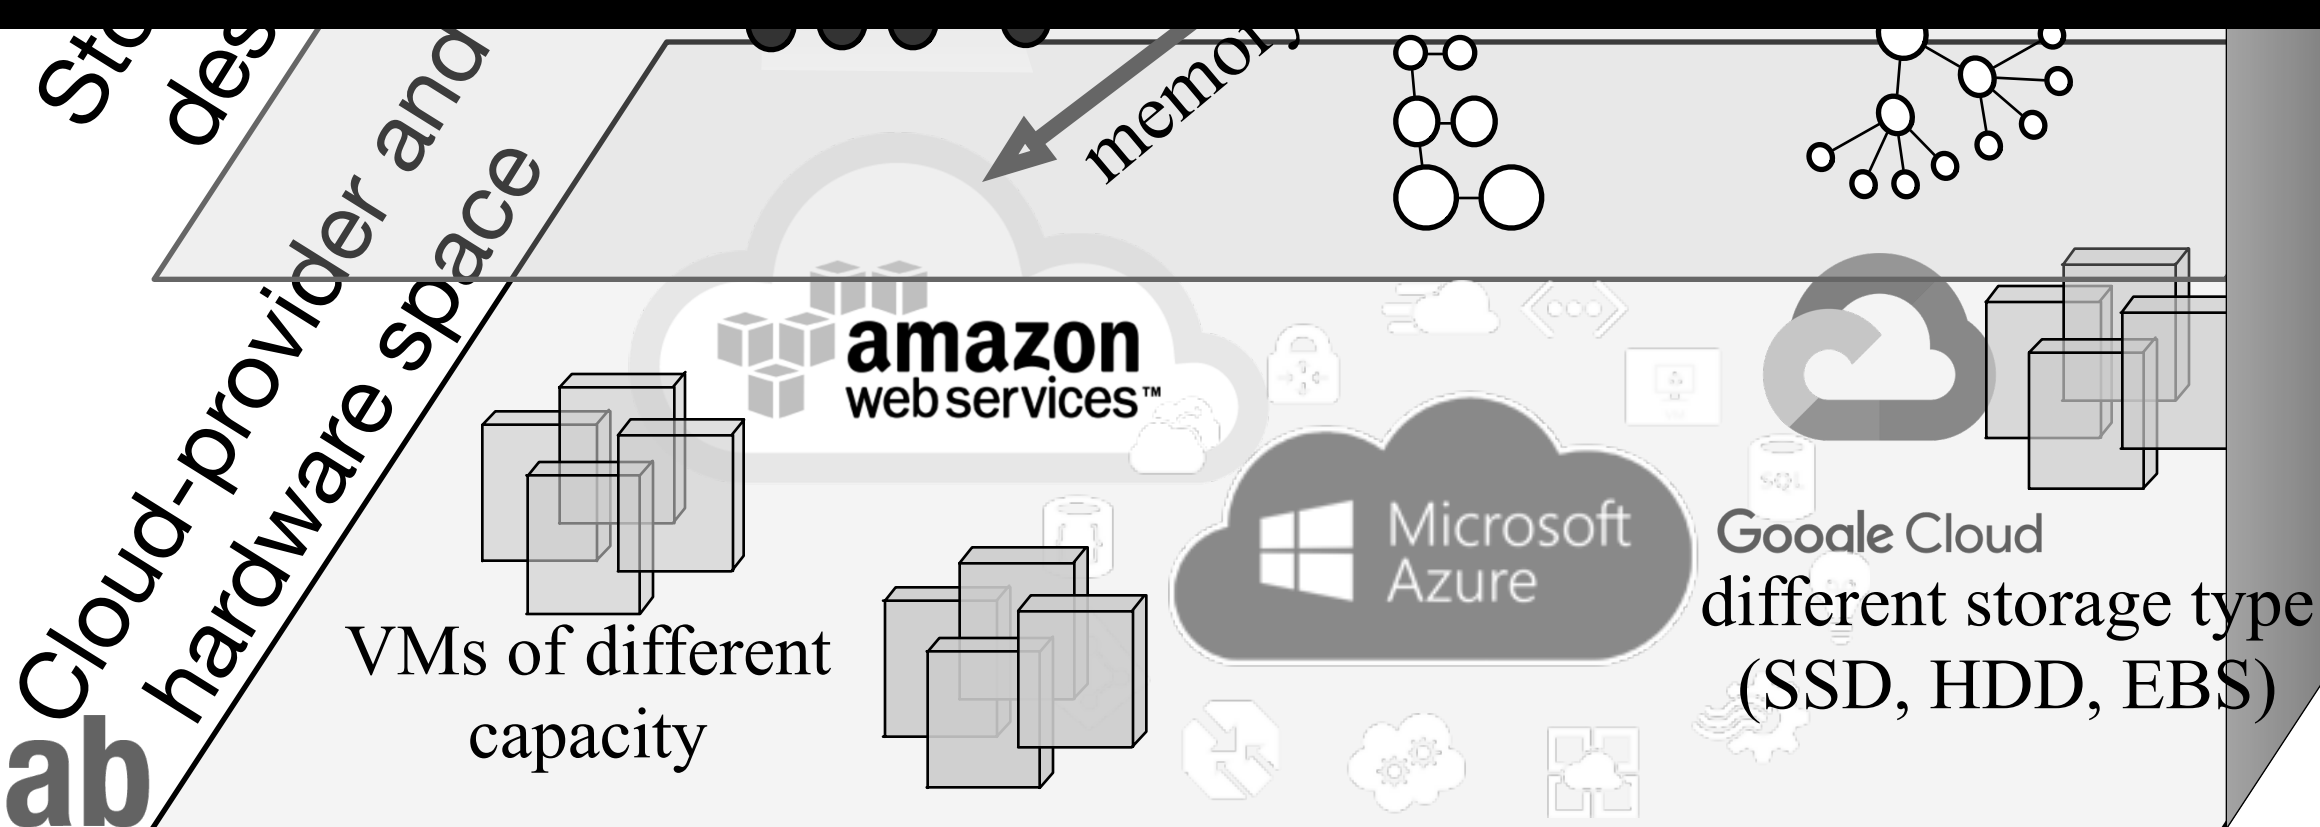 Cloud-provider and
hardware space
amazon
web services™
Microsoft
Azure
Google Cloud
SQL
VMs of different
capacity
different storage type
(SSD, HDD, EBS)
ab